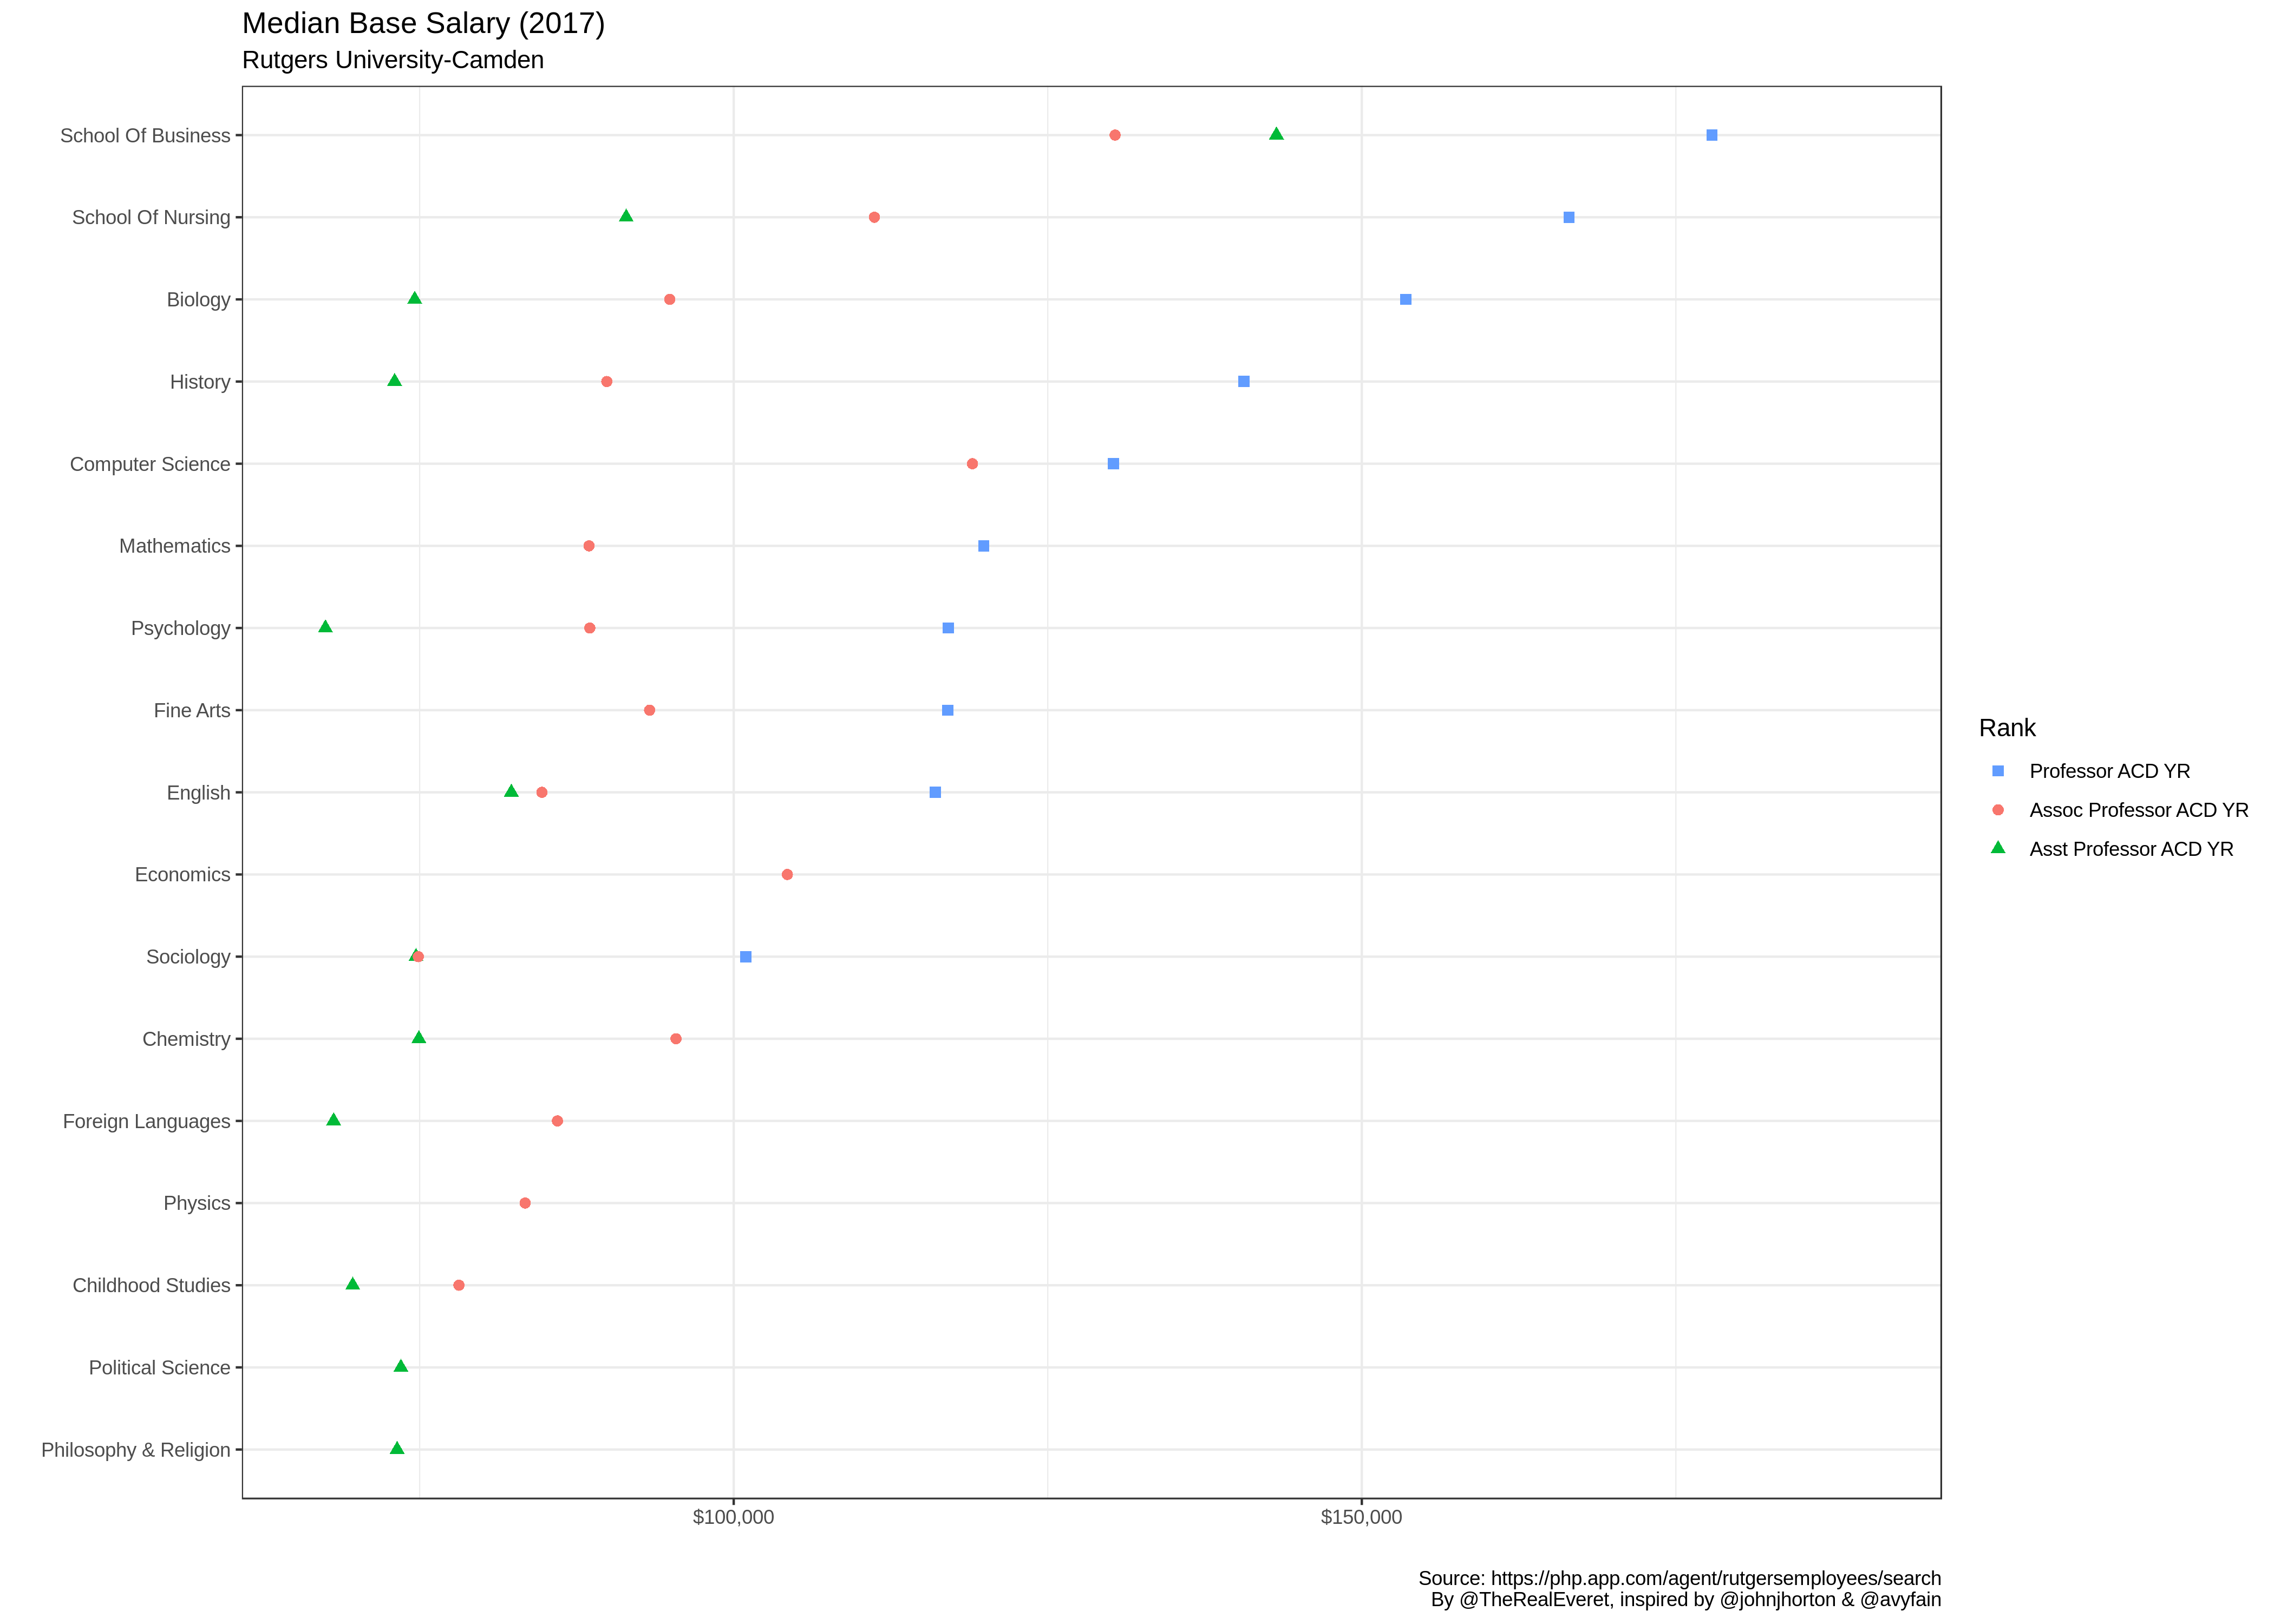 Median Base Salary (2017)
Rutgers University-Camden
School Of Business
School Of Nursing
Biology
History
Computer Science
Mathematics
Psychology
Fine Arts
English
Economics
Sociology
Chemistry
Foreign Languages
Physics
Childhood Studies
Political Science
Philosophy & Religion
$100,000
$150,000
Rank
Professor ACD YR
Assoc Professor ACD YR
Asst Professor ACD YR
Source: https://php.app.com/agent/rutgersemployees/search
By @TheRealEveret, inspired by @johnjhorton & @avyfain